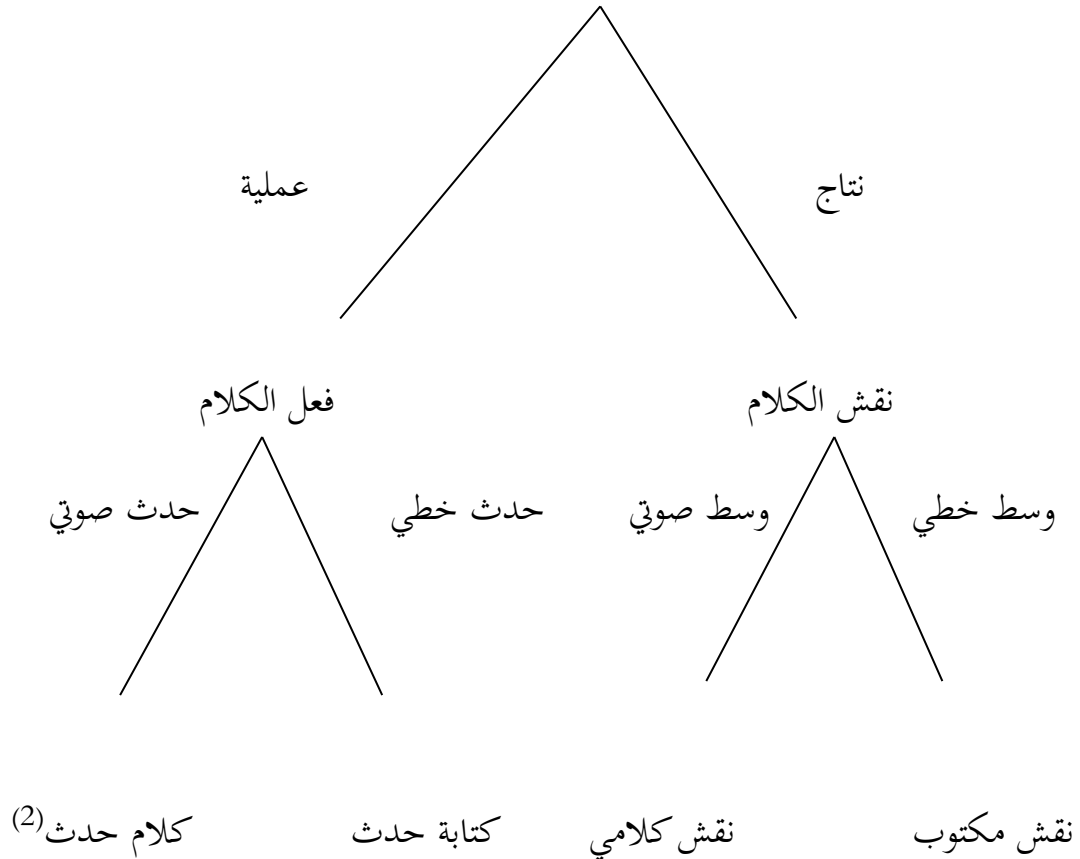 نتاج عملية
نقش الكلام فعل الكلام
وسط خطي وسط صوتي حدث خطي حدث صوتي
نقش مكتوب نقش كلامي كتابة حدث كلام حدث(2)